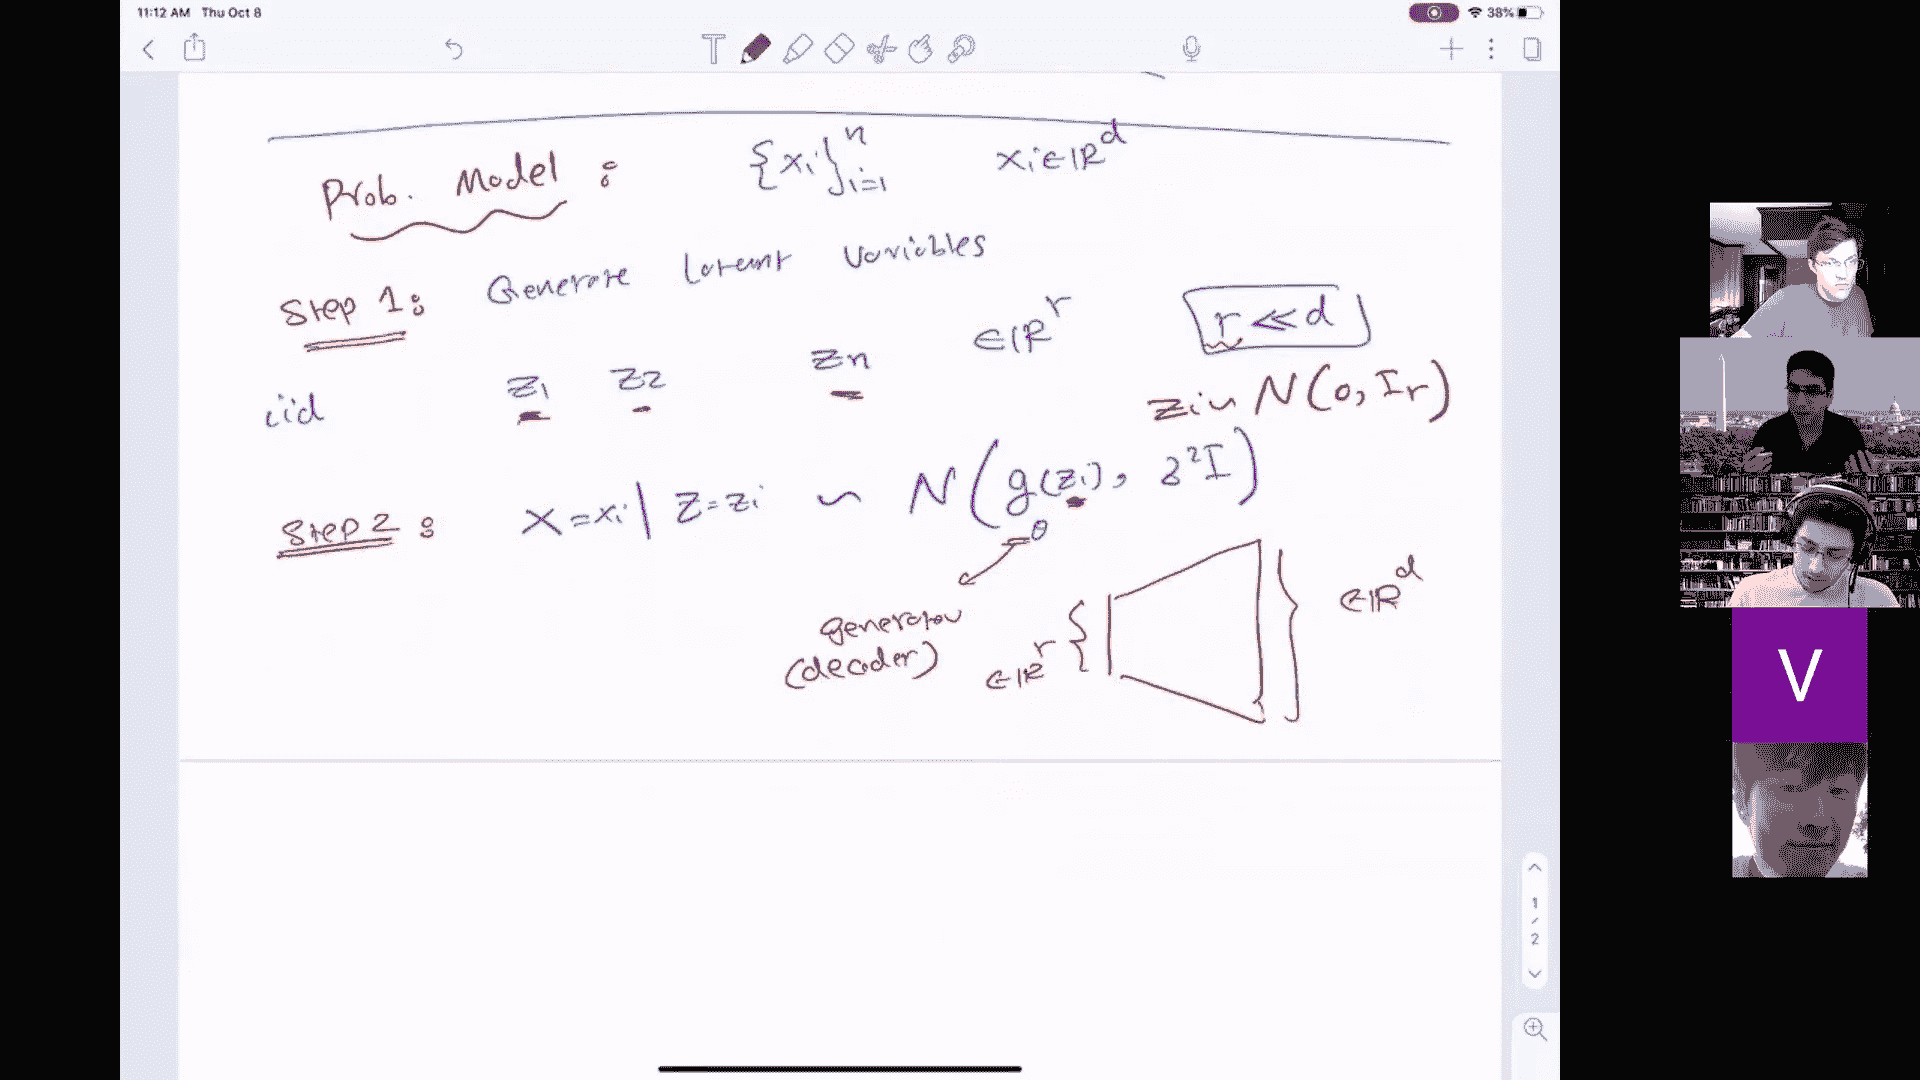 11:12 AM Thu Oct 8
38%
Prob. Model : {xi}ⁿᵢ₌₁ xi∈ℝᵈ
Step 1: Generate latent variables
iid z1 z2 zn ∈ℝʳ r ≪ d
zi ~ N(0, Ir)
Step 2 : X=xi | Z=zi ~ N(gθ(zi), 3²I)
generator
(decoder)
∈ℝʳ
∈ℝᵈ
V
1
/
2